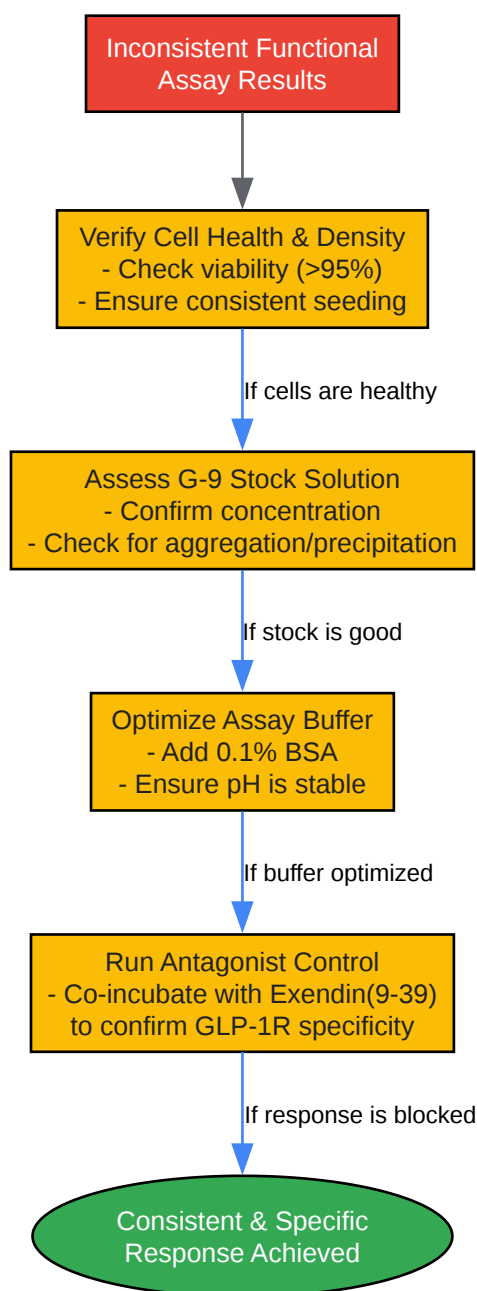 Inconsistent Functional
Assay Results
Verify Cell Health & Density
- Check viability (>95%)
- Ensure consistent seeding
If cells are healthy
Assess G-9 Stock Solution
- Confirm concentration
- Check for aggregation/precipitation
If stock is good
Optimize Assay Buffer
- Add 0.1% BSA
- Ensure pH is stable
If buffer optimized
Run Antagonist Control
- Co-incubate with Exendin(9-39)
to confirm GLP-1R specificity
If response is blocked
Consistent & Specific
Response Achieved